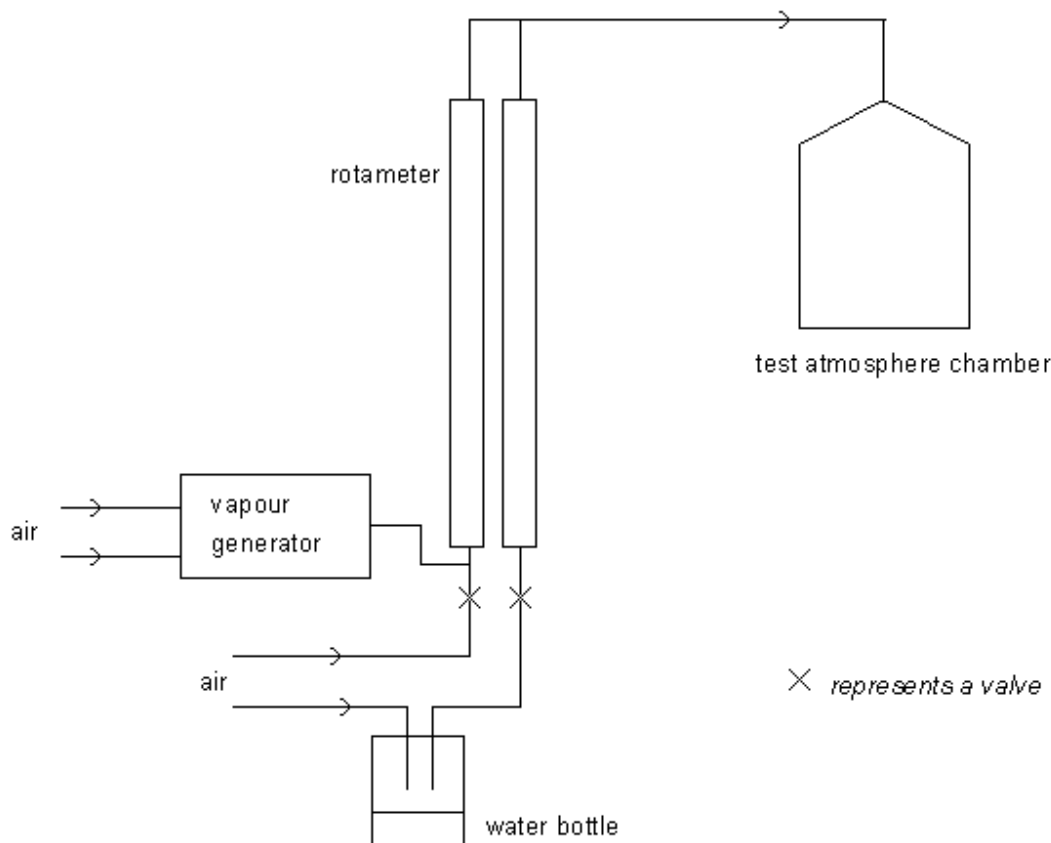 rotameter
test atmosphere chamber
vapour
generator
air
air
represents a valve
water bottle